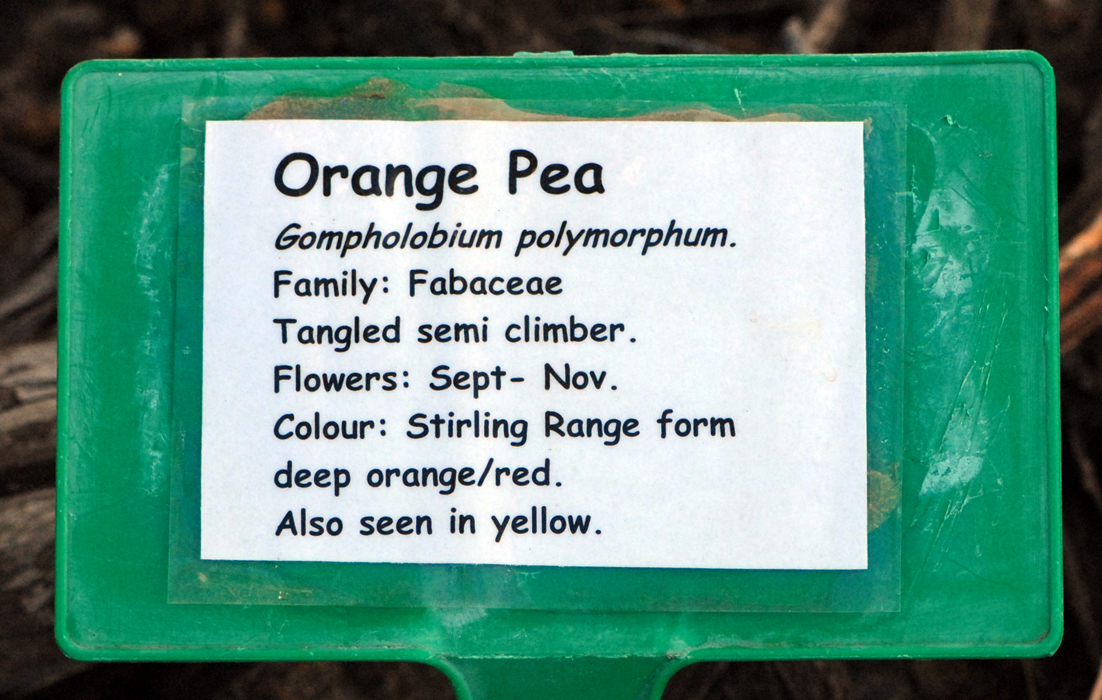 Orange Pea
Gompholobium polymorphum.
Family: Fabaceae
Tangled semi climber.
Flowers: Sept- Nov.
Colour: Stirling Range form
deep orange/red.
Also seen in yellow.